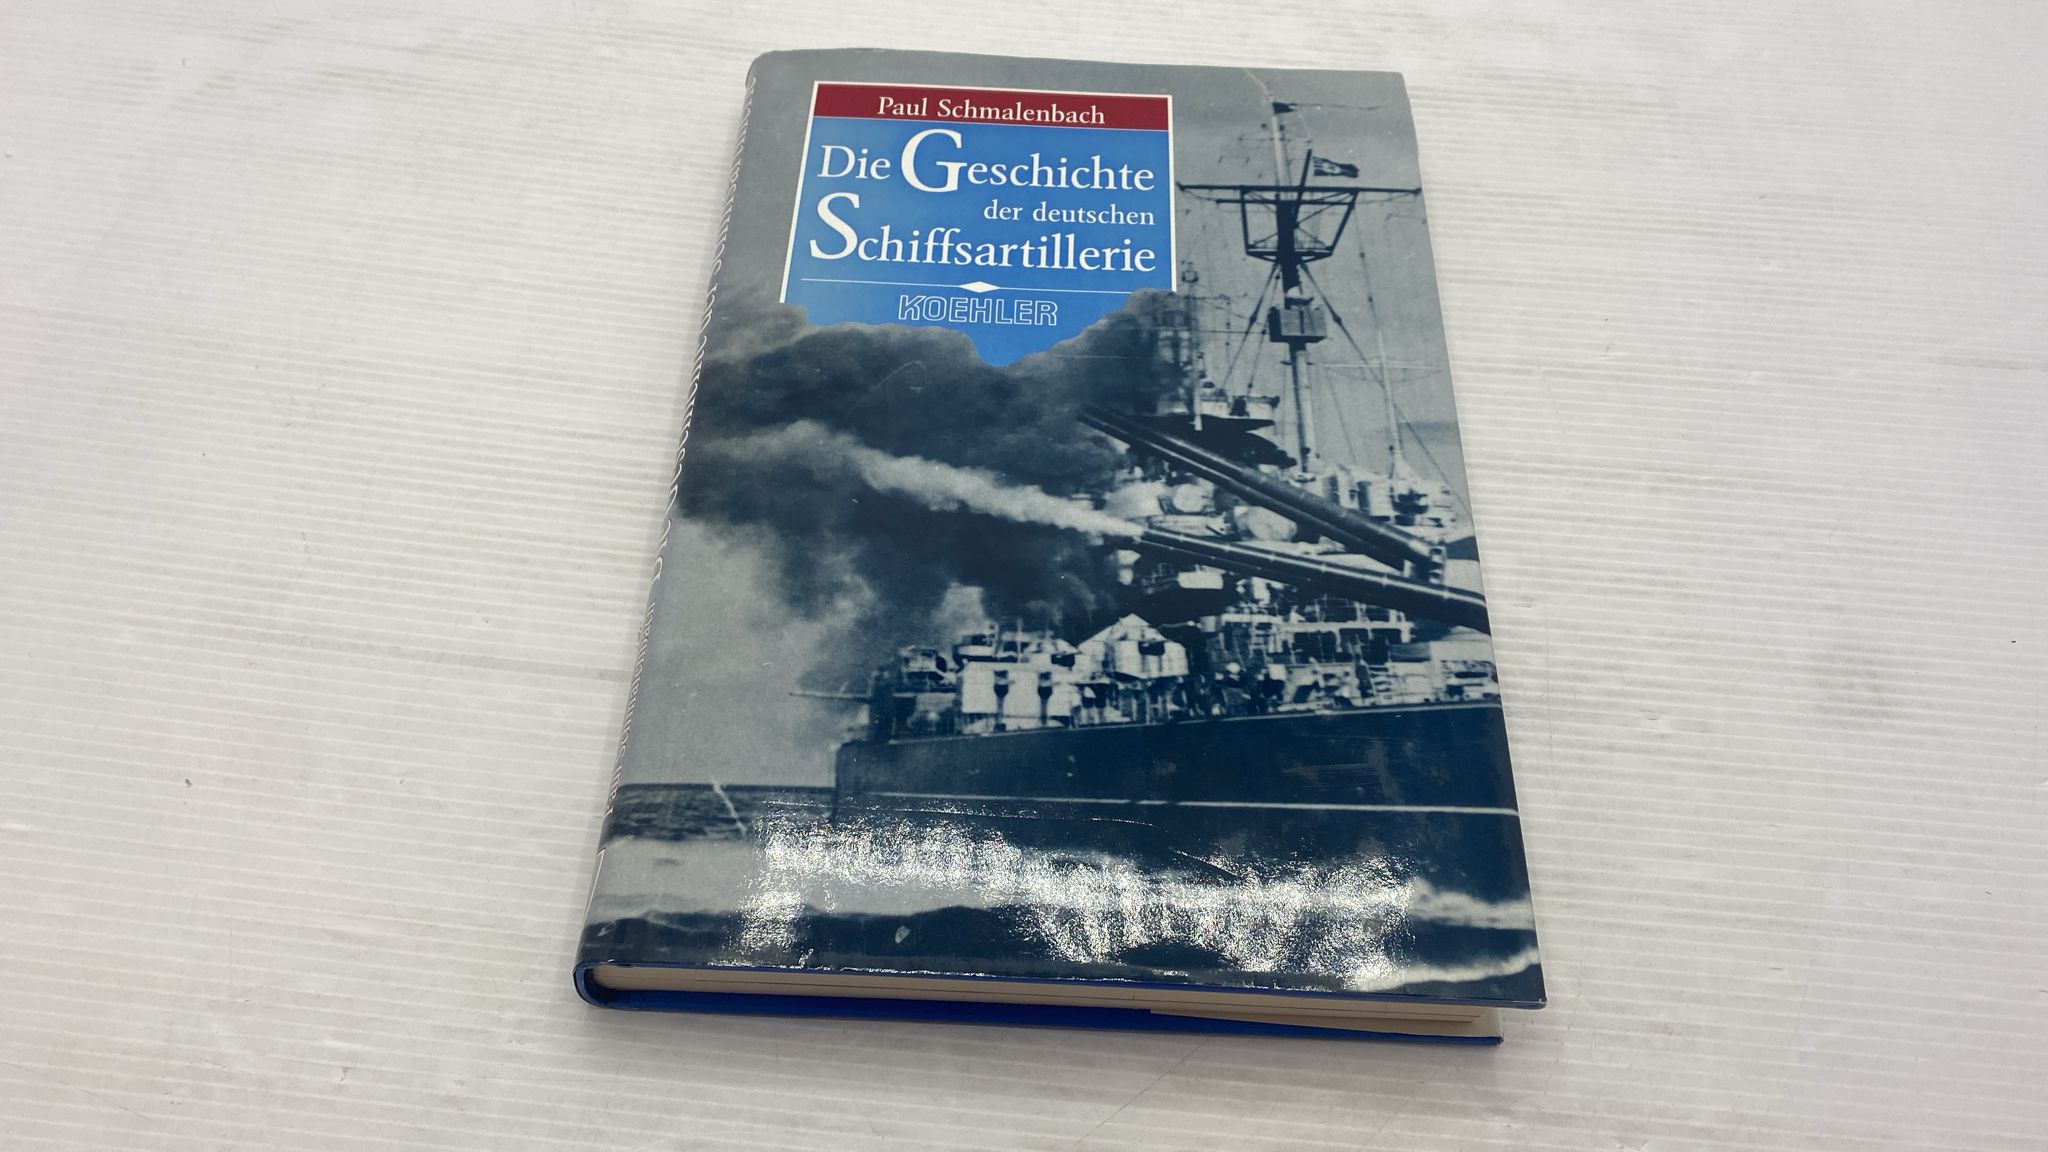 Paul Schmalenbach
Die Geschichte
der deutschen
Schiffsartillerie
KOEHLER